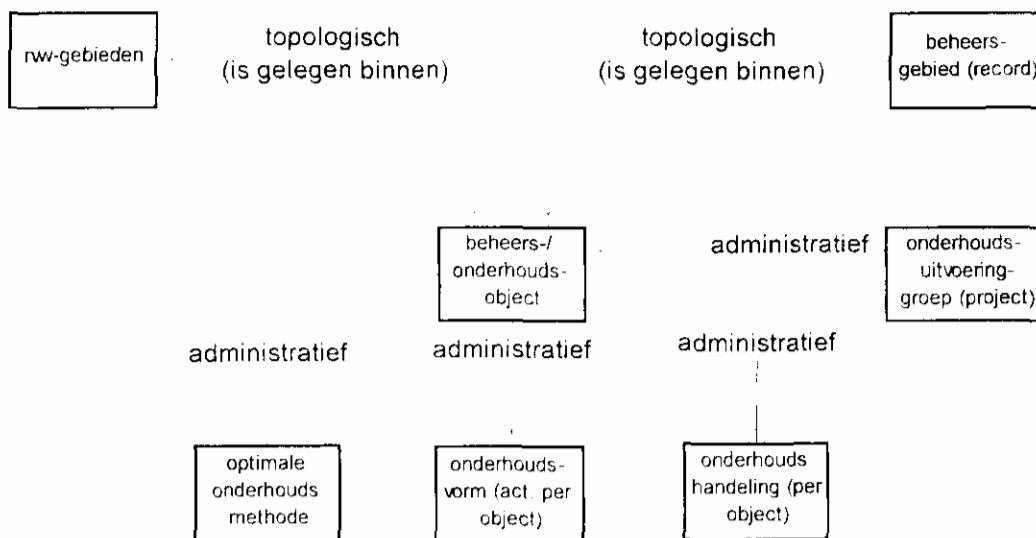 rvw-gebieden
topologisch
(is gelegen binnen)
topologisch
(is gelegen binnen)
beheers-
gebied (record)
beheers-/
onderhouds-
object
administratief
onderhouds-
uitvoering-
groep (project)
administratief
administratief
administratief
optimale
onderhouds
methode
onderhouds-
vorm (act. per
object)
onderhouds
handeling (per
object)